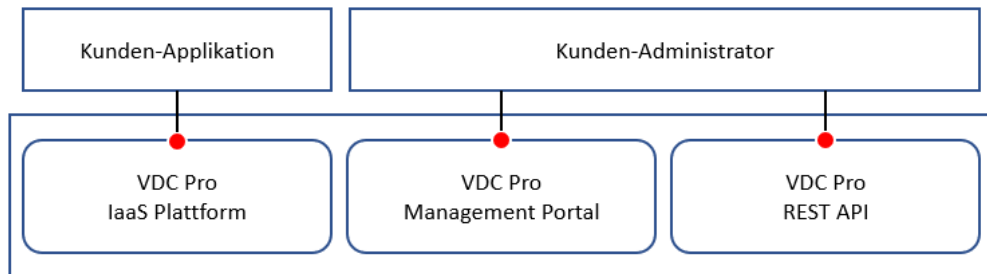 Kunden-Applikation
Kunden-Administrator
VDC Pro
IaaS Plattform
VDC Pro
Management Portal
VDC Pro
REST API